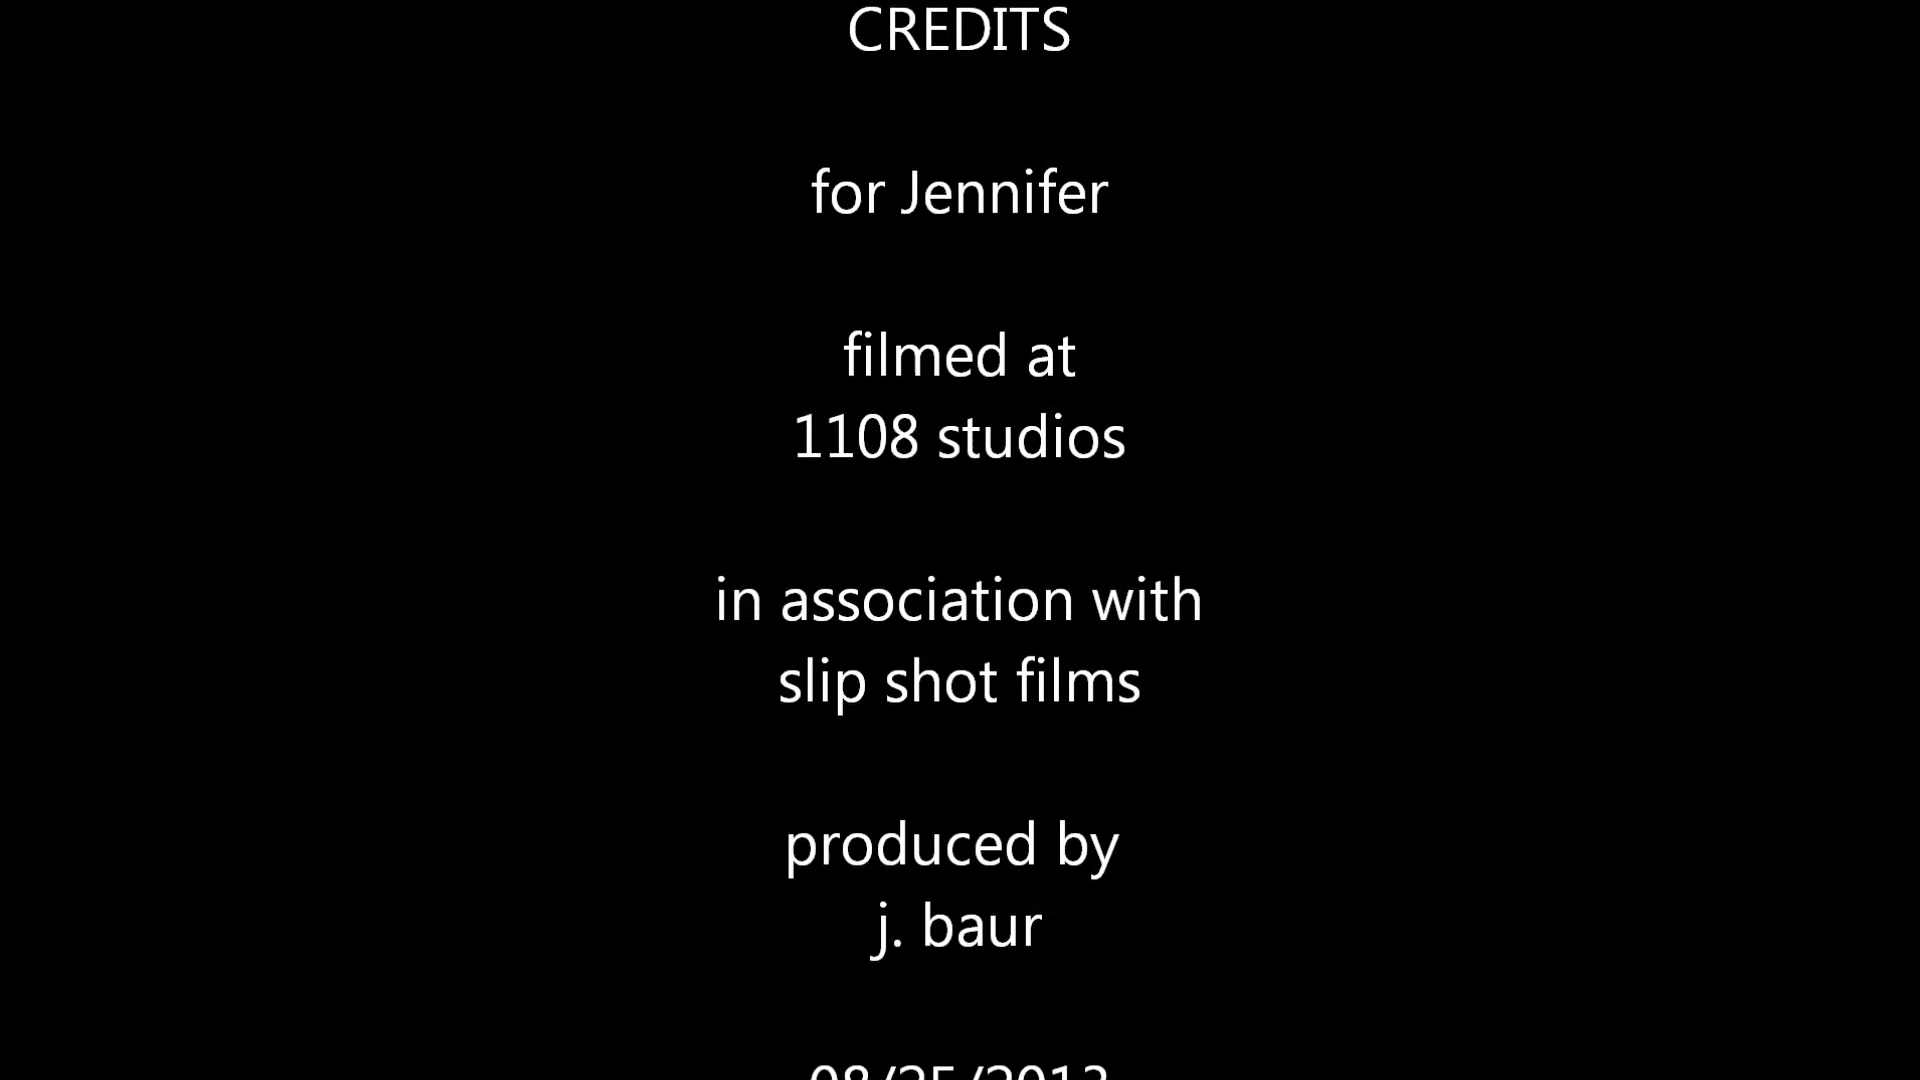 CREDITS
for Jennifer
filmed at
1108 studios
in association with
slip shot films
produced by
j. baur